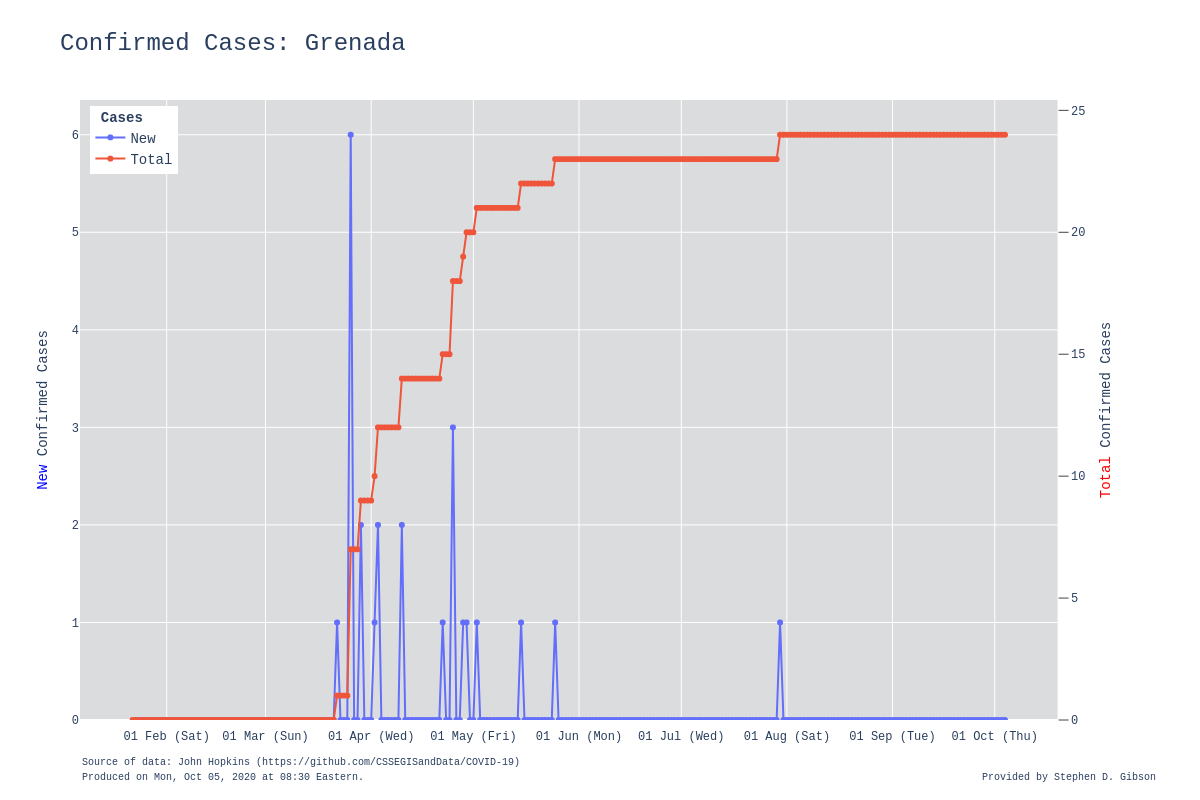 Confirmed Cases: Grenada
Cases
New
Total
6
5
4
3
2
1
0
25
20
15
10
5
0
New Confirmed Cases
Total Confirmed Cases
01 Feb (Sat) 01 Mar (Sun) 01 Apr (Wed) 01 May (Fri) 01 Jun (Mon) 01 Jul (Wed) 01 Aug (Sat) 01 Sep (Tue) 01 Oct (Thu)
Source of data: John Hopkins (https://github.com/CSSEGISandData/COVID-19)
Produced on Mon, Oct 05, 2020 at 08:30 Eastern.
Provided by Stephen D. Gibson